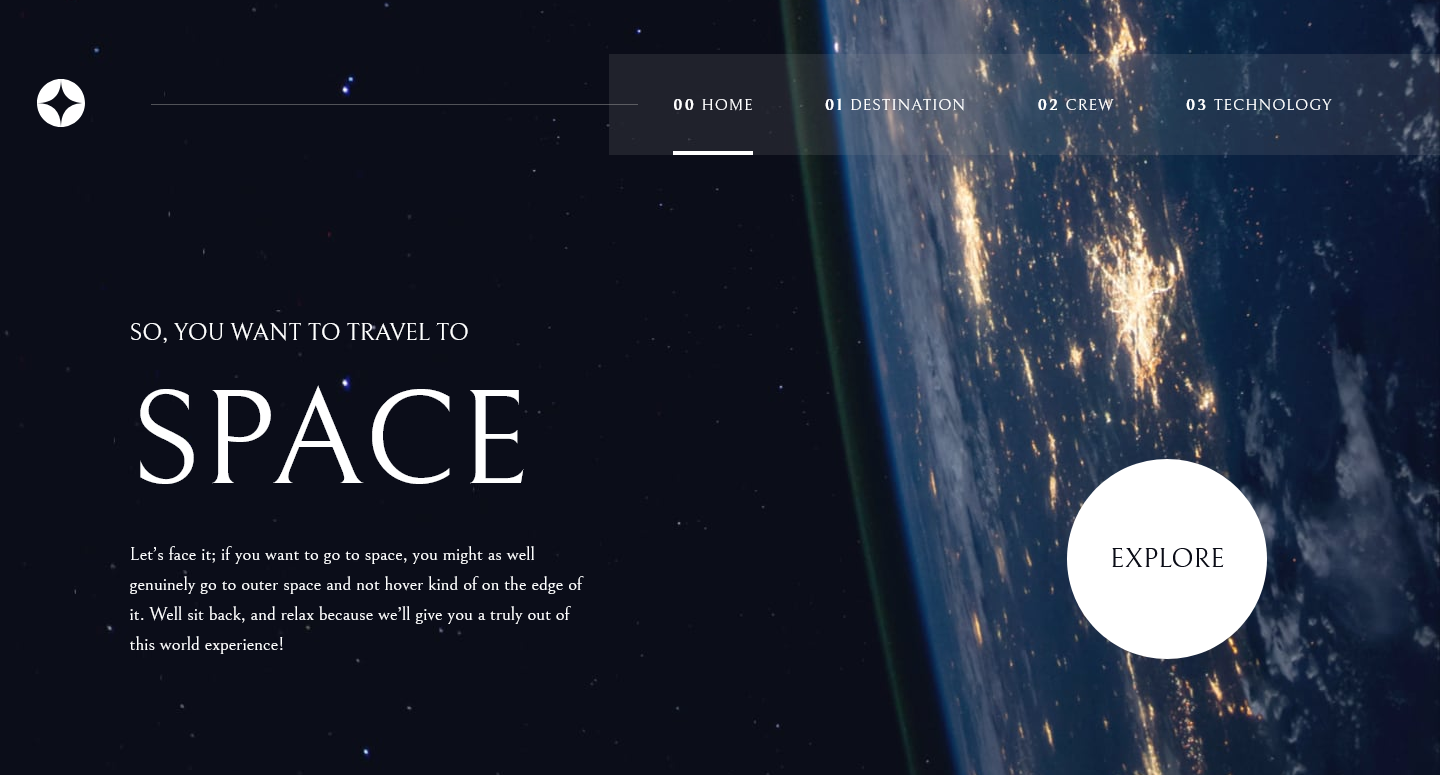 00 HOME 01 DESTINATION 02 CREW 03 TECHNOLOGY
SO, YOU WANT TO TRAVEL TO
SPACE
Let’s face it; if you want to go to space, you might as well
genuinely go to outer space and not hover kind of on the edge of
it. Well sit back, and relax because we’ll give you a truly out of
this world experience!
EXPLORE